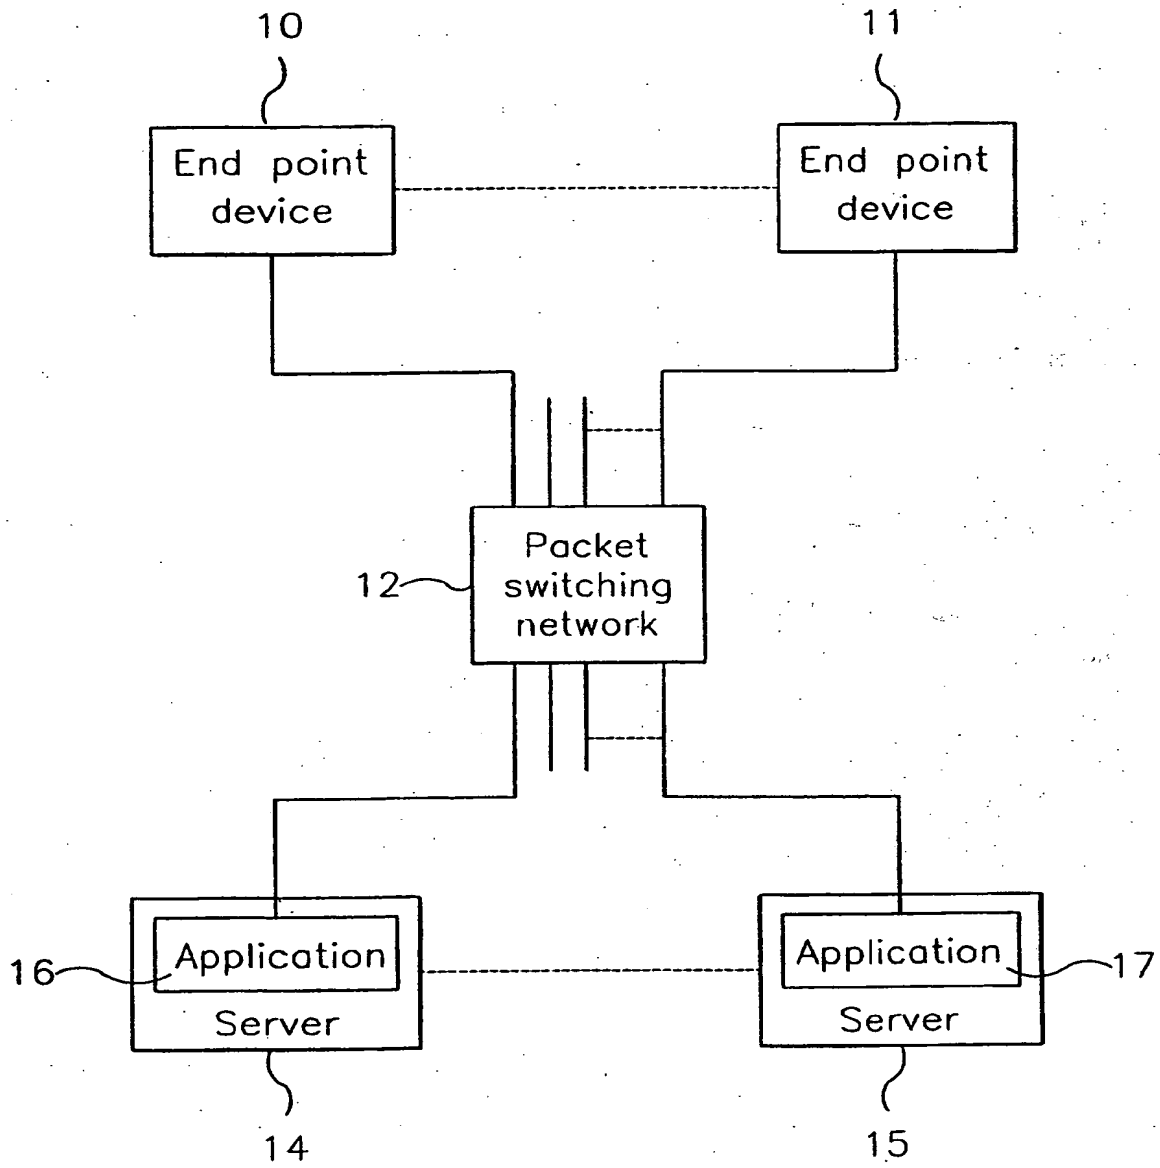 10
11
End point
device
End point
device
12
Packet
switching
network
16
Application
Server
Application
Server
17
14
15